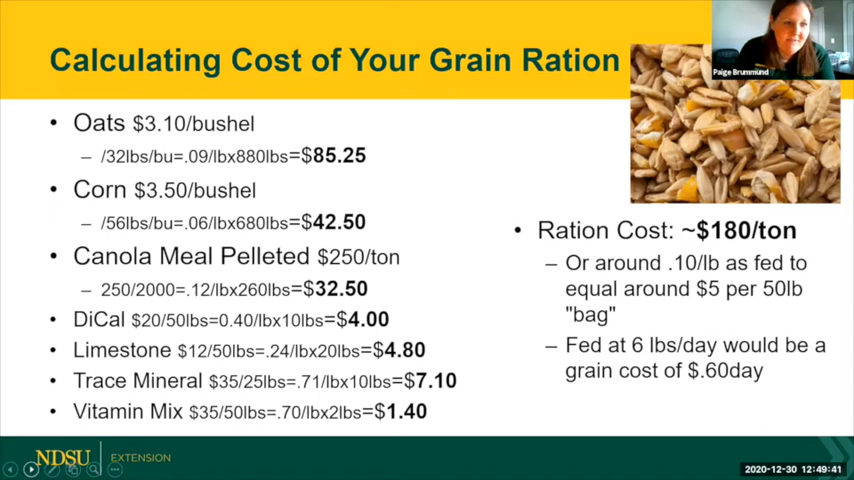 Calculating Cost of Your Grain Ration
Paige Brummund
• Oats $3.10/bushel
– /32lbs/bu=.09/lbx880lbs=$85.25
• Corn $3.50/bushel
– /56lbs/bu=.06/lbx680lbs=$42.50
• Canola Meal Pelleted $250/ton
– 250/2000=.12/lbx260lbs=$32.50
• DiCal $20/50lbs=0.40/lbx10lbs=$4.00
• Limestone $12/50lbs=.24/lbx20lbs=$4.80
• Trace Mineral $35/25lbs=.71/lbx10lbs=$7.10
• Vitamin Mix $35/50lbs=.70/lbx2lbs=$1.40
• Ration Cost: ~$180/ton
– Or around .10/lb as fed to
equal around $5 per 50lb
"bag"
– Fed at 6 lbs/day would be a
grain cost of $.60day
NDSU EXTENSION
2020-12-30 12:49:41